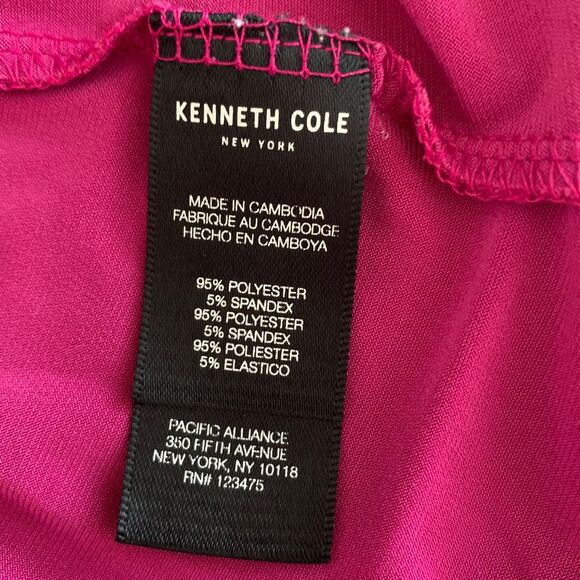 KENNETH COLE
NEW YORK
MADE IN CAMBODIA
FABRIQUE AU CAMBODGE
HECHO EN CAMBOYA
95% POLYESTER
5% SPANDEX
95% POLYESTER
5% SPANDEX
95% POLIESTER
5% ELASTICO
PACIFIC ALLIANCE
350 FIFTH AVENUE
NEW YORK, NY 10118
RN# 123475